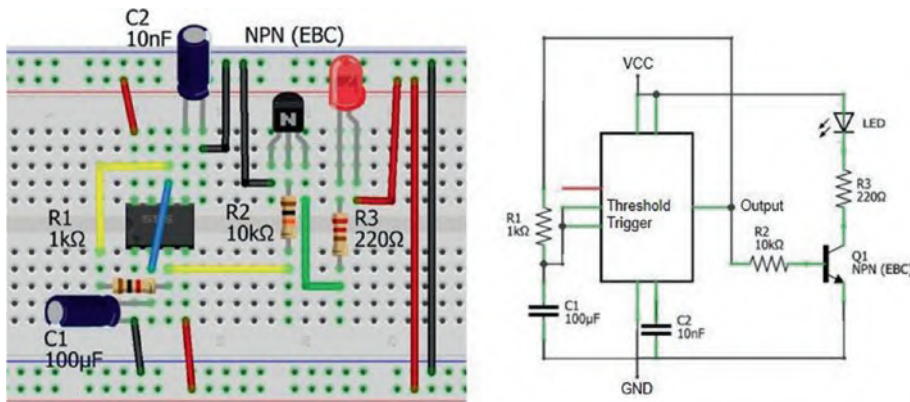 C2
10nF
NPN (EBC)
N
R1
1kΩ
R2
10kΩ
R3
220Ω
C1
100µF
VCC
LED
R3
220Ω
Threshold
Trigger
Output
R1
1kΩ
R2
10kΩ
Q1
NPN (EBC)
C1
100µF
C2
10nF
GND